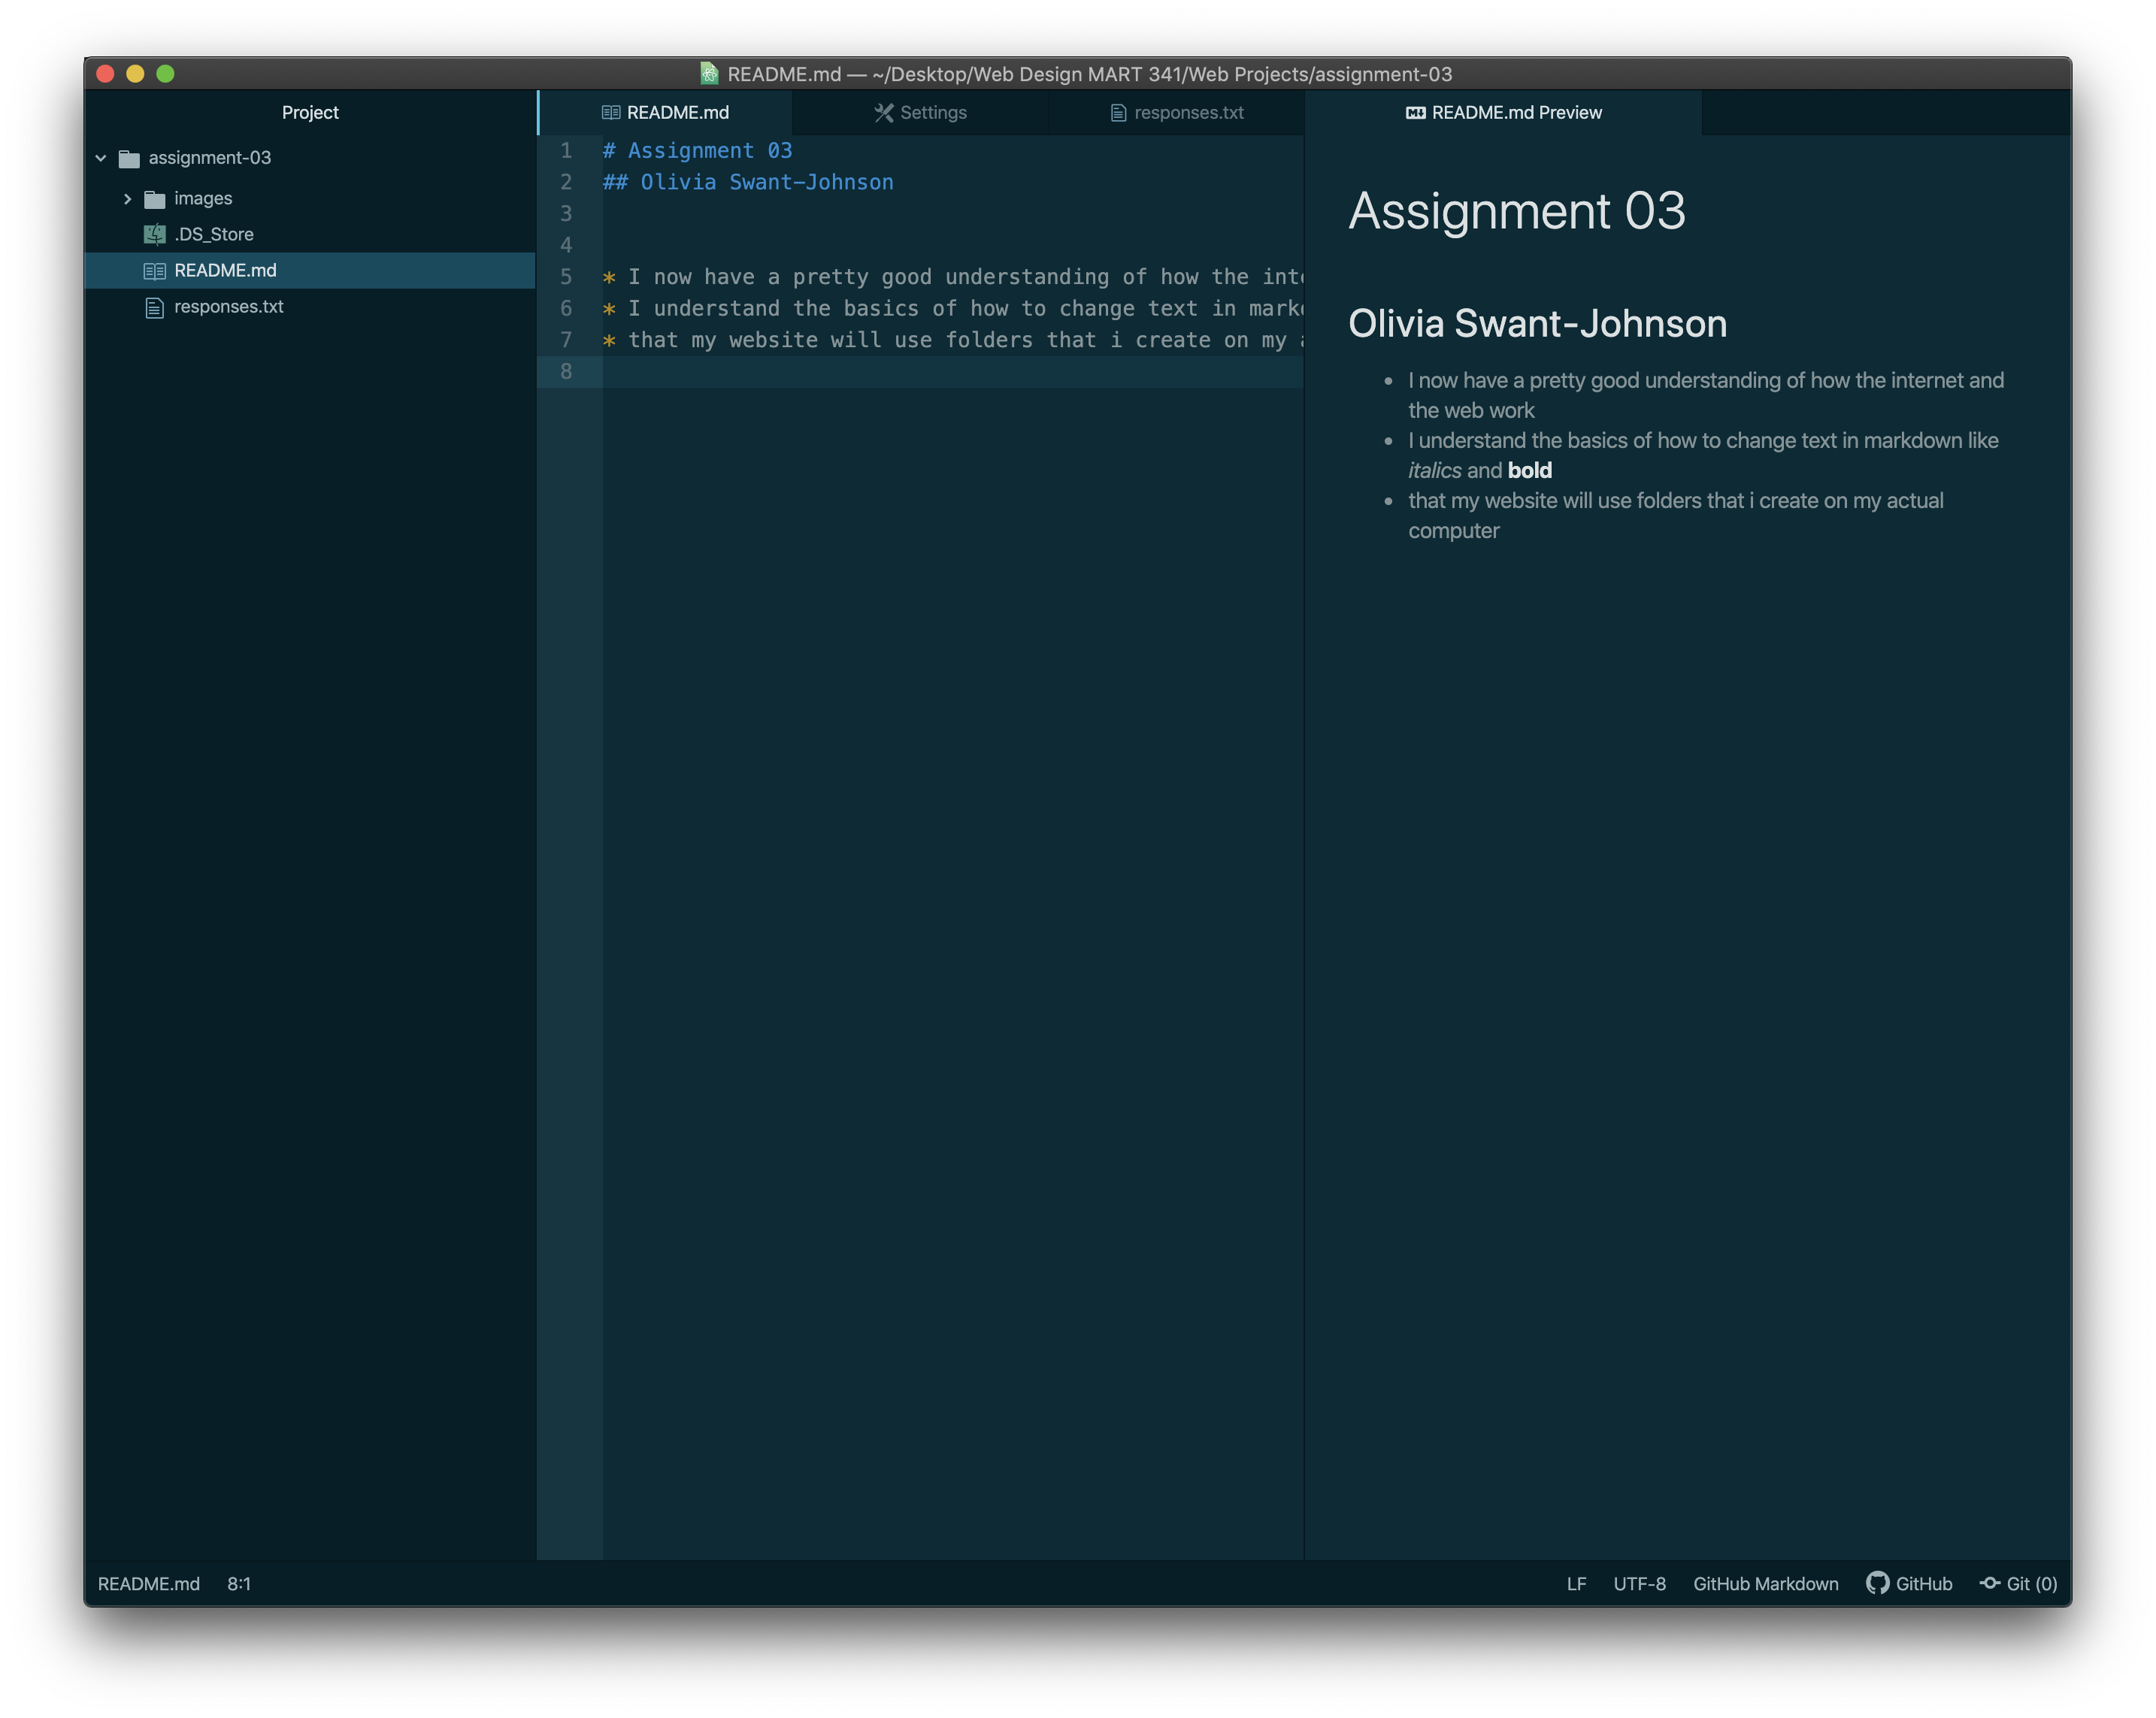 README.md — ~/Desktop/Web Design MART 341/Web Projects/assignment-03
Project
assignment-03
images
.DS_Store
README.md
responses.txt
README.md
Settings
responses.txt
1 # Assignment 03
2 ## Olivia Swant-Johnson
3
4
5 * I now have a pretty good understanding of how the inte
6 * I understand the basics of how to change text in mark
7 * that my website will use folders that i create on my a
8
README.md Preview
Assignment 03
Olivia Swant-Johnson
• I now have a pretty good understanding of how the internet and
the web work
• I understand the basics of how to change text in markdown like
italics and bold
• that my website will use folders that i create on my actual
computer
README.md 8:1
LF UTF-8 GitHub Markdown GitHub Git (0)